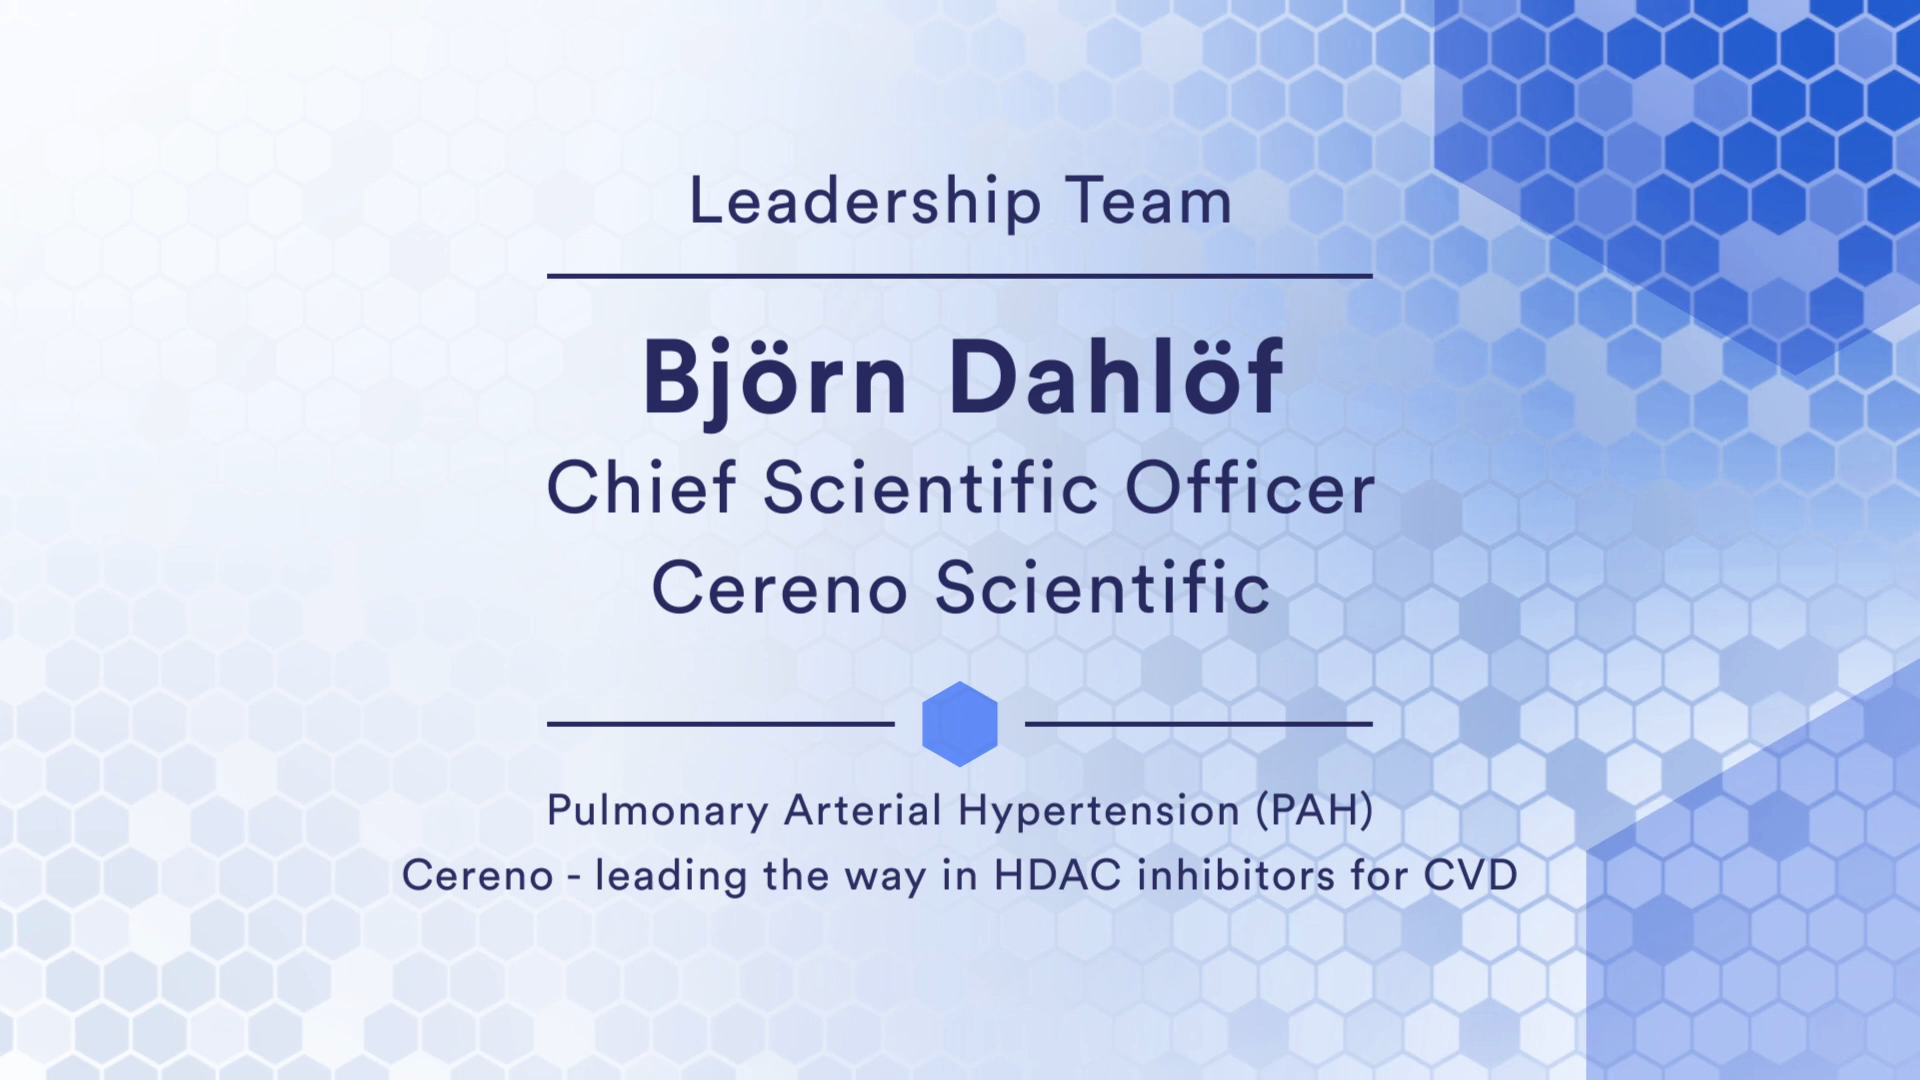 Leadership Team
Björn Dahlöf
Chief Scientific Officer
Cereno Scientific
Pulmonary Arterial Hypertension (PAH)
Cereno - leading the way in HDAC inhibitors for CVD